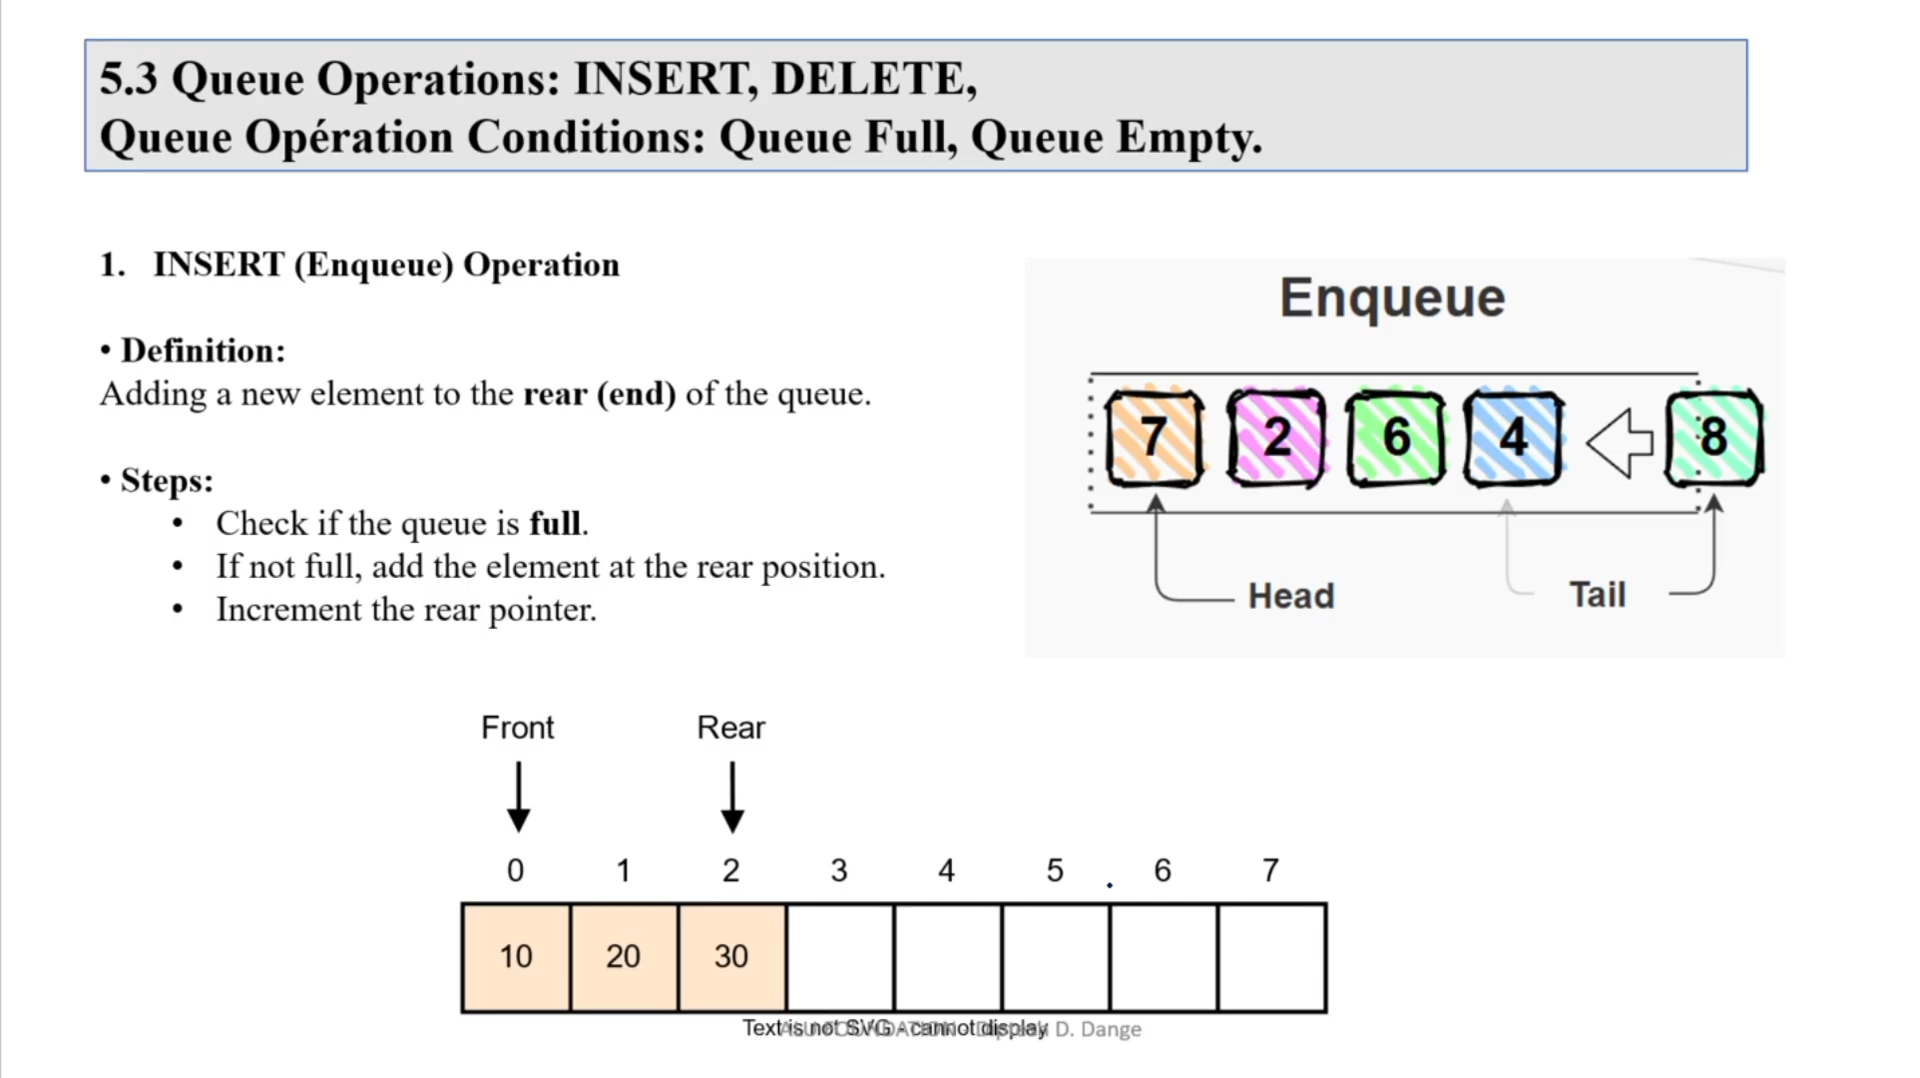 5.3 Queue Operations: INSERT, DELETE,
Queue Opération Conditions: Queue Full, Queue Empty.
1. INSERT (Enqueue) Operation
• Definition:
Adding a new element to the rear (end) of the queue.
• Steps:
• Check if the queue is full.
• If not full, add the element at the rear position.
• Increment the rear pointer.
Enqueue
7 2 6 4 8
Head Tail
Front Rear
0 1 2 3 4 5 6 7
10 20 30
Text is not SVG - cannot display
FOUNDATION D. Dange